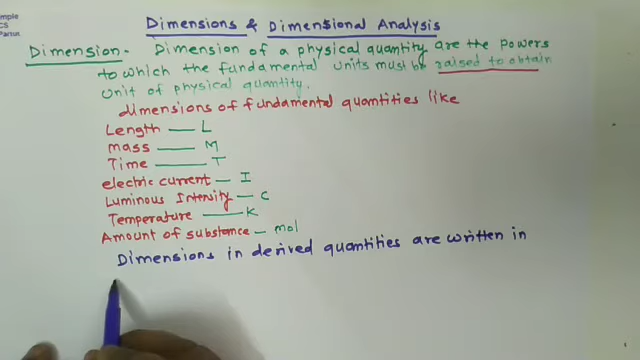 mple
CS
Dimensions & Dimensional Analysis
Dimension- Dimension of a physical quantity are the powers
to which the fundamental units must be raised to obtain
unit of physical quantity.
dimensions of fundamental quantities like
Length — L
mass — M
Time — T
electric current — I
Luminous Intensity — C
Temperature — K
Amount of substance — mol
Dimensions in derived quantities are written in